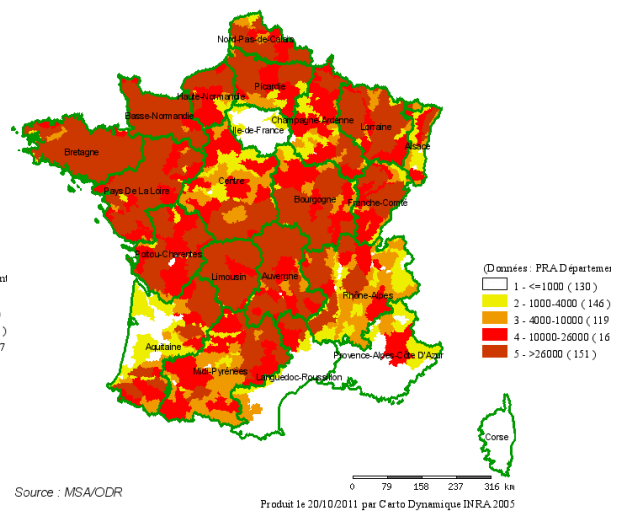 Nord-Pas-de-Calais
Picardie
Haute-Normandie
Basse-Normandie
Champagne-Ardenne
Ile-de-France
Lorraine
Alsace
Bretagne
Pays De La Loire
Centre
Bourgogne
Franche-Comté
Poitou-Charentes
Limousin
Auvergne
Rhône-Alpes
Aquitaine
Provence-Alpes-Côte D'Azur
Midi-Pyrénées
Languedoc-Roussillon
Corse
nt
)
)
7
(Données : PRA Départemen
1 - <=1000 ( 130 )
2 - 1000-4000 ( 146 )
3 - 4000-10000 ( 119
4 - 10000-26000 ( 16
5 - >26000 ( 151 )
0 79 158 237 316 km
Source : MSA/ODR
Produit le 20/10/2011 par Carto Dynamique INRA 2005